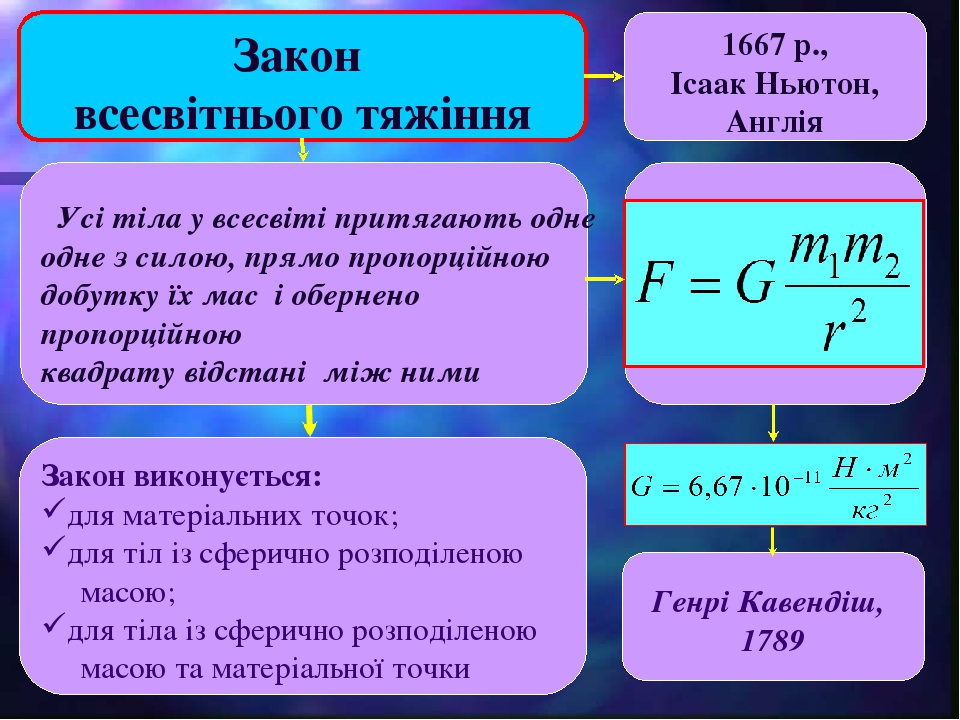 Закон
всесвітнього тяжіння
1667 р.,
Ісаак Ньютон,
Англія
Усі тіла у всесвіті притягають одне
одне з силою, прямо пропорційною
добутку їх мас і обернено
пропорційною
квадрату відстані між ними
F = G m₁m₂ / r²
Закон виконується:
✓для матеріальних точок;
✓для тіл із сферично розподіленою
масою;
✓для тіла із сферично розподіленою
масою та матеріальної точки
G = 6,67·10⁻¹¹ Н·м² / кг²
Генрі Кавендіш,
1789